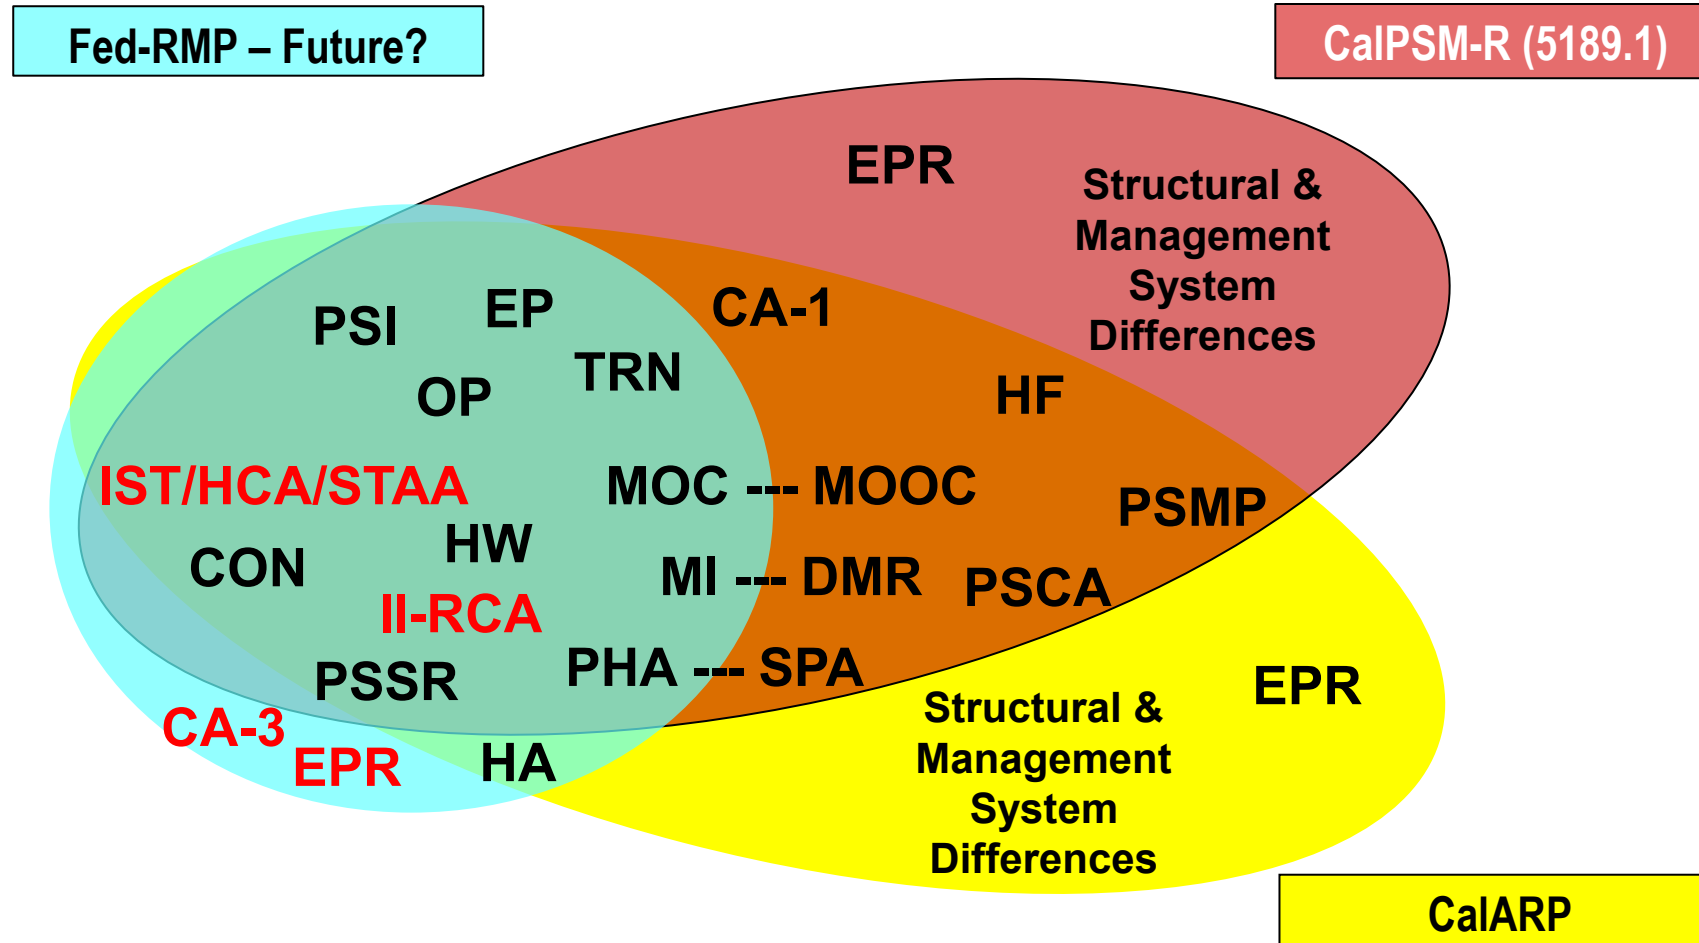 Fed-RMP – Future?
CalPSM-R (5189.1)
EPR
Structural &
Management
System
Differences
PSI
EP
CA-1
TRN
OP
HF
IST/HCA/STAA
MOC --- MOOC
PSMP
HW
CON
MI --- DMR
PSCA
II-RCA
PHA --- SPA
PSSR
EPR
CA-3
EPR
HA
Structural &
Management
System
Differences
CalARP